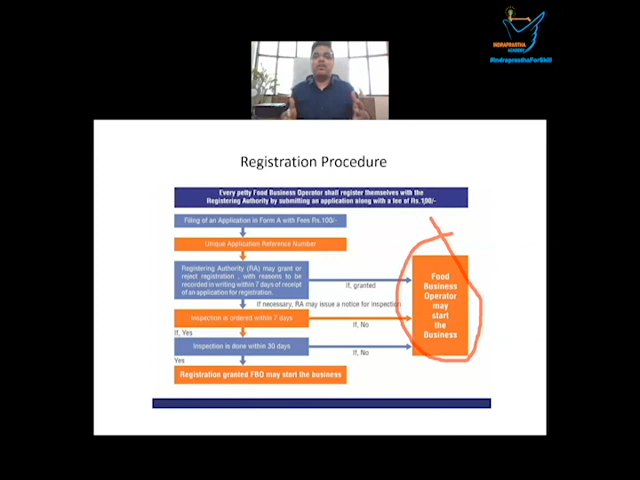 INDRAPRASTHA
ACADEMY
#IndraprasthaForSkill
Registration Procedure
Every petty Food Business Operator shall register themselves with the
Registering Authority by submitting an application along with a fee of Rs.100/-
Filing of an Application in Form A with Fees Rs.100/-
Unique Application Reference Number
Registering Authority (RA) may grant or
reject registration , with reasons to be
recorded in writing within 7 days of receipt
of an application for registration.
If, granted
If necessary, RA may issue a notice for inspection
Inspection is ordered within 7 days
If, No
If, Yes
Inspection is done within 30 days
If, No
Yes
Registration granted FBO may start the business
Food
Business
Operator
may
start
the
Business